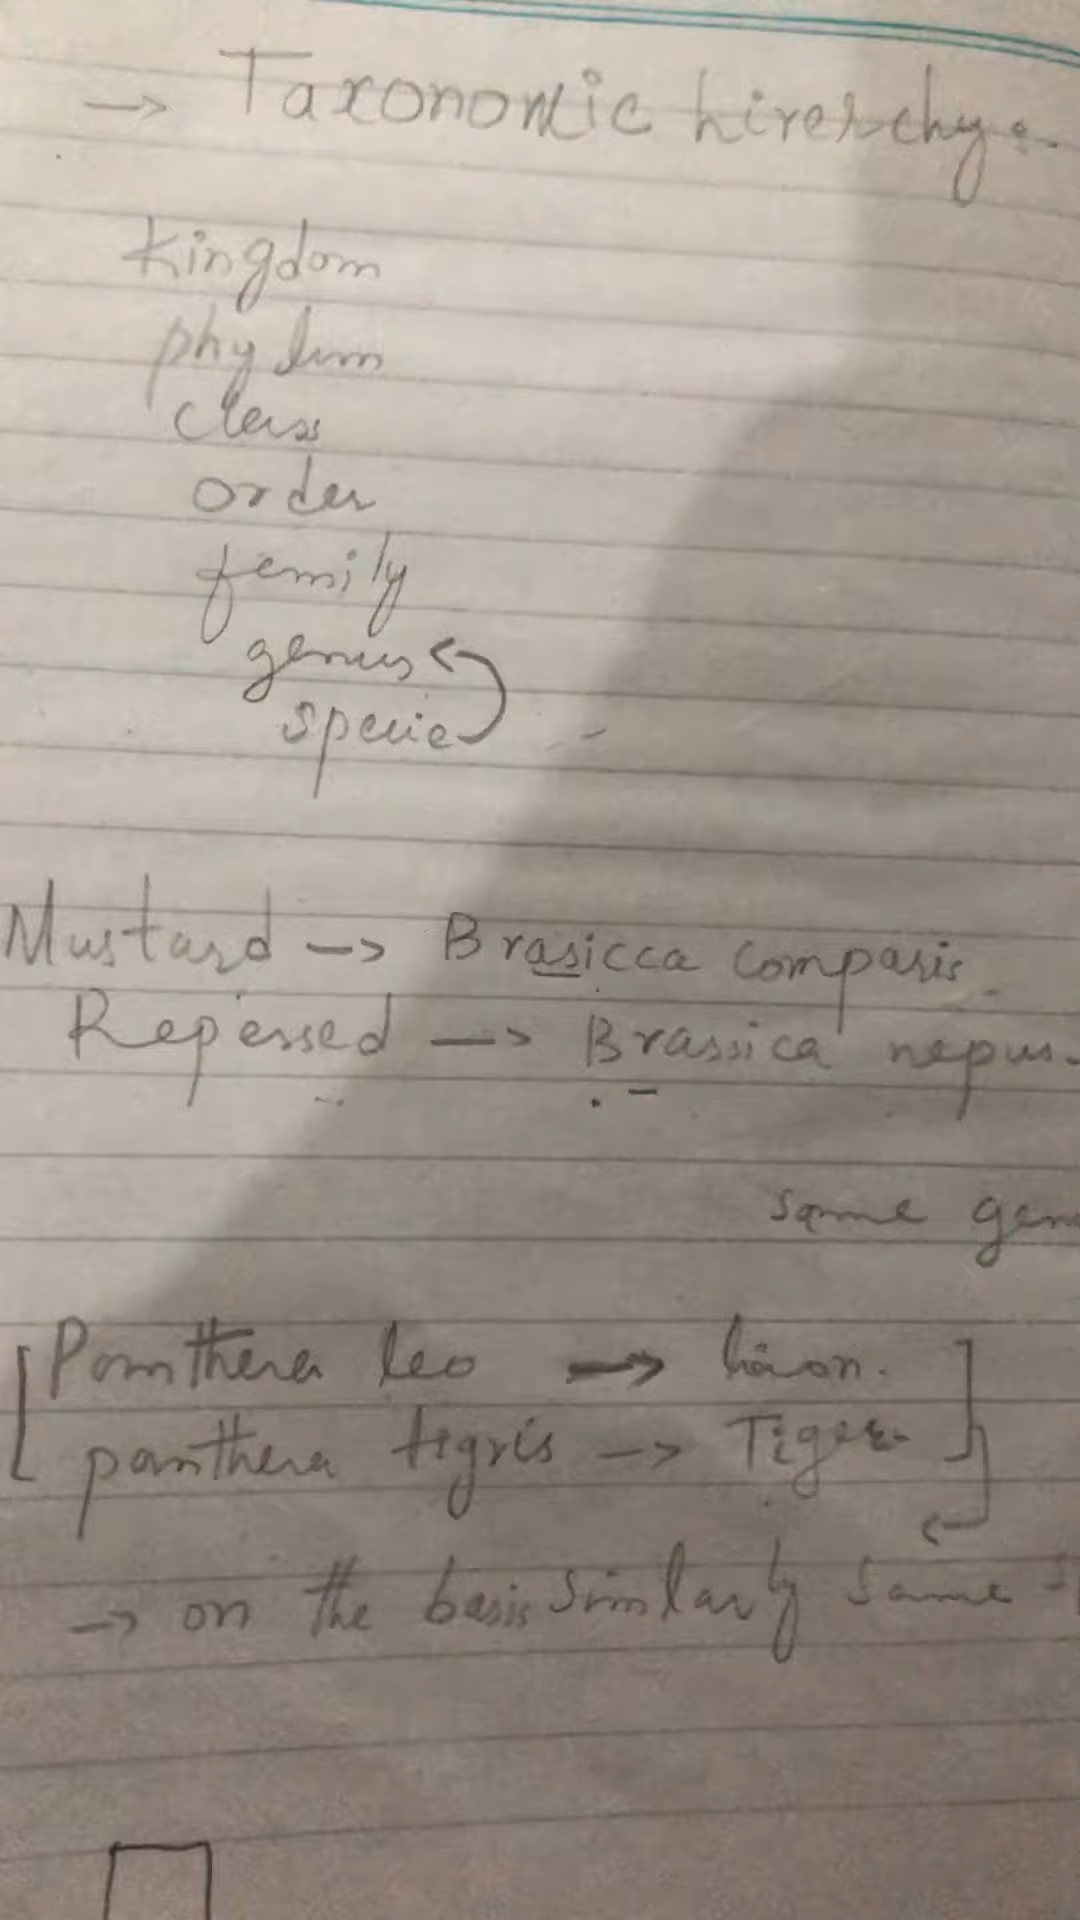 → Taxonomic hirerchy :-
Kingdom
phylum
class
order
family
genus
specie
Mustard → Brasicca comparis
Repessed → Brassica nepus-
same gen
[Panthera leo → laion. ]
panthera tigris → Tiger-
→ on the basis similarly same